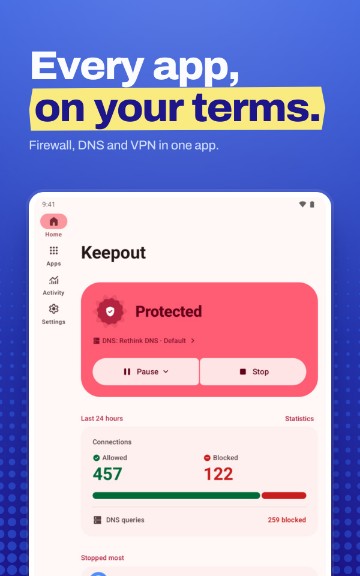 Every app,
on your terms.
Firewall, DNS and VPN in one app.
9:41
Home
Apps
Activity
Settings
Keepout
Protected
DNS: Rethink DNS · Default
Pause
Stop
Last 24 hours
Statistics
Connections
Allowed
Blocked
457
122
DNS queries
259 blocked
Stopped most